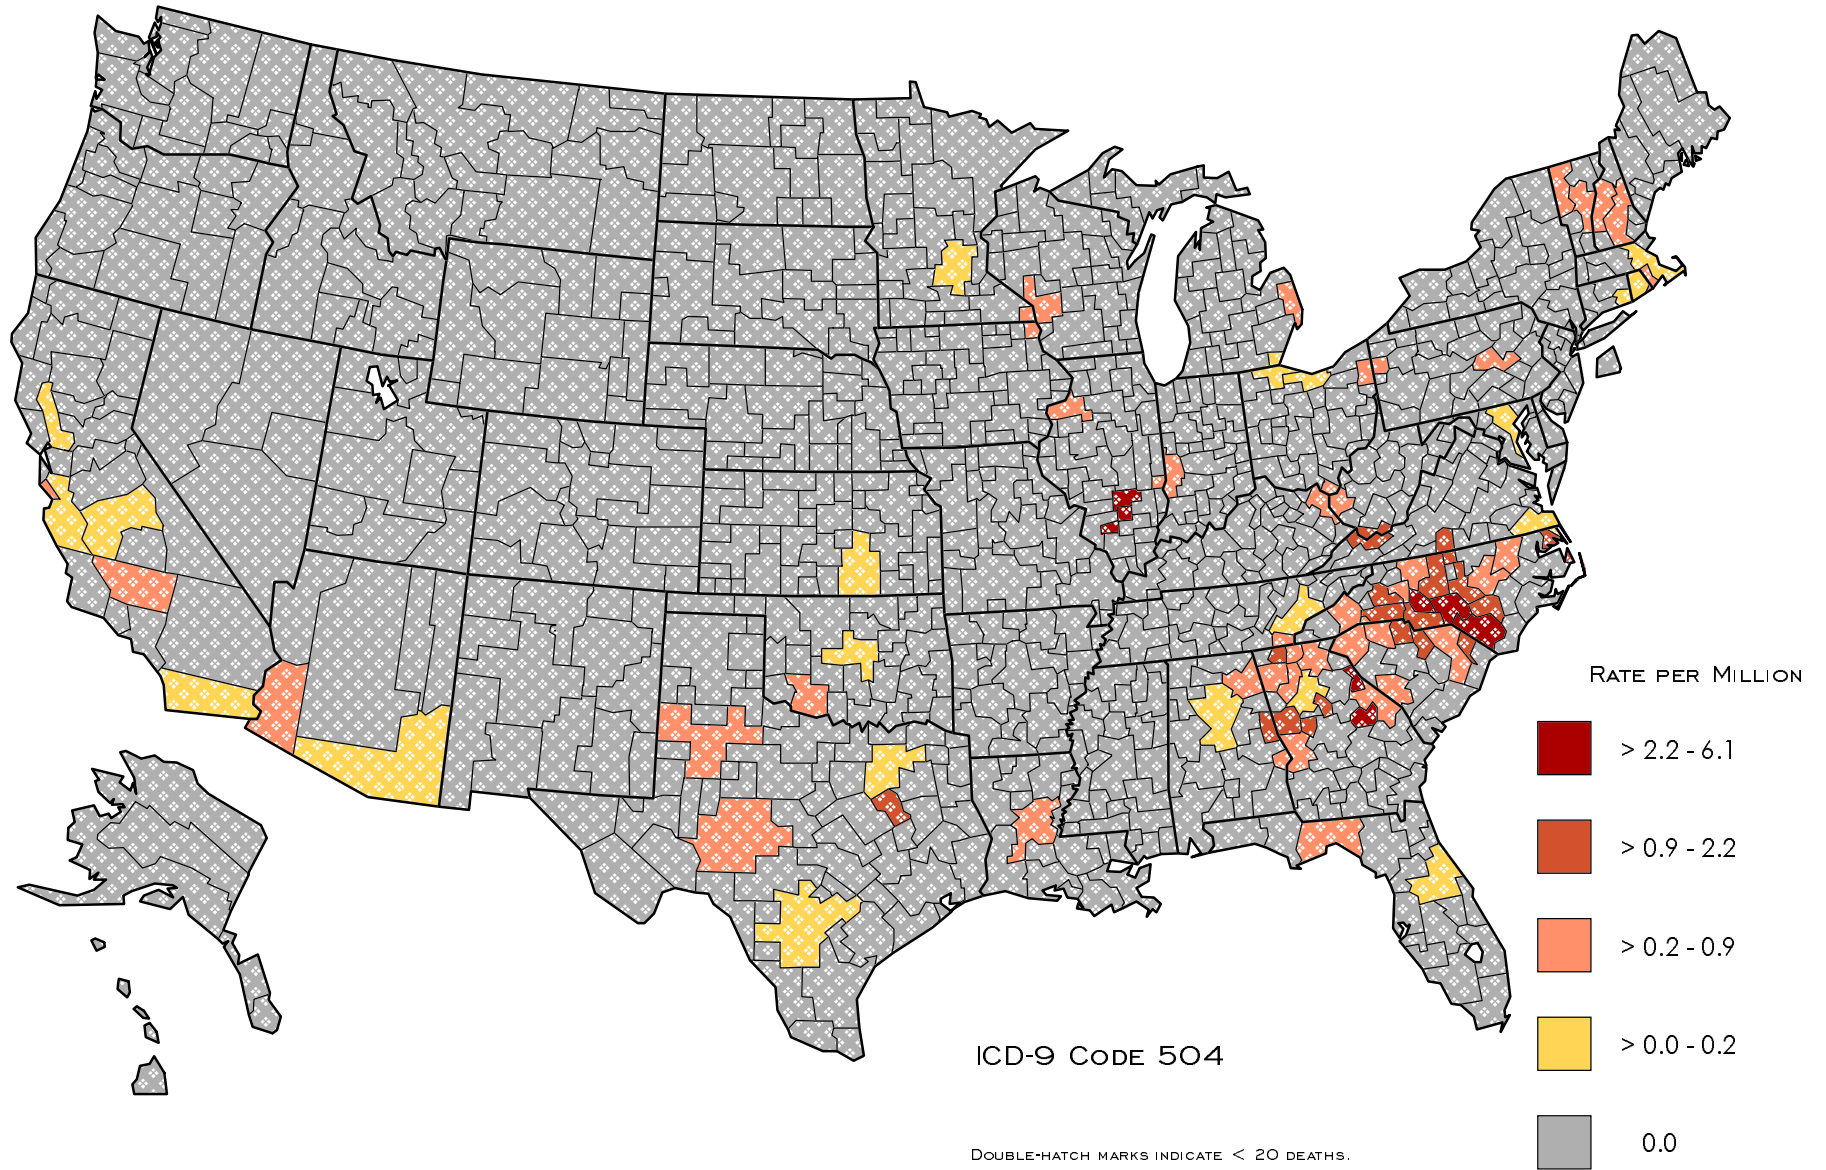 Rate per Million
> 2.2 - 6.1
> 0.9 - 2.2
> 0.2 - 0.9
> 0.0 - 0.2
0.0
ICD-9 Code 504
Double-hatch marks indicate < 20 deaths.